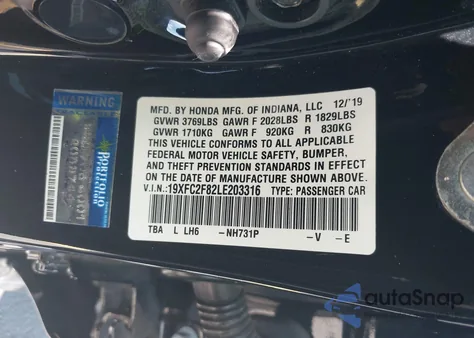 MFD. BY HONDA MFG. OF INDIANA, LLC 12/'19
GVWR 3769LBS GAWR F 2028LBS R 1829LBS
GVWR 1710KG GAWR F 920KG R 830KG
THIS VEHICLE CONFORMS TO ALL APPLICABLE
FEDERAL MOTOR VEHICLE SAFETY, BUMPER,
AND THEFT PREVENTION STANDARDS IN EFFECT
ON THE DATE OF MANUFACTURE SHOWN ABOVE.
V.I.N.: 19XFC2F82LE203316 TYPE: PASSENGER CAR
TBA L LH6 -NH731P -V -E
WARNING
PORTFOLIO
PROTECTION
autoSnap